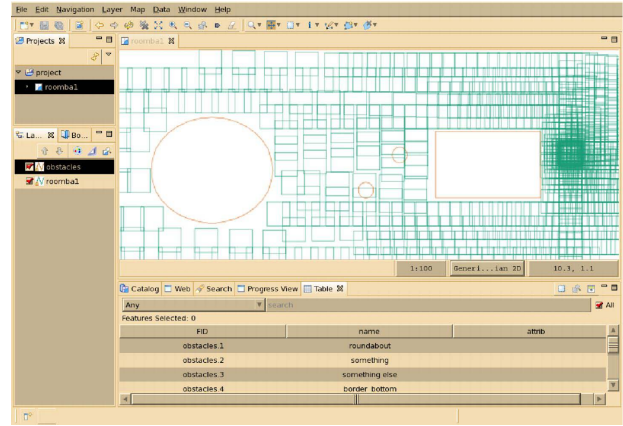 File Edit Navigation Layer Map Data Window Help
Projects
roomba1
project
roomba1
La... Bo...
obstacles
roomba1
1:100 Generi...ian 2D 10.3, 1.1
Catalog Web Search Progress View Table
Any search All
Features Selected: 0
FID name attrib
obstacles.1 roundabout
obstacles.2 something
obstacles.3 something else
obstacles.4 border bottom